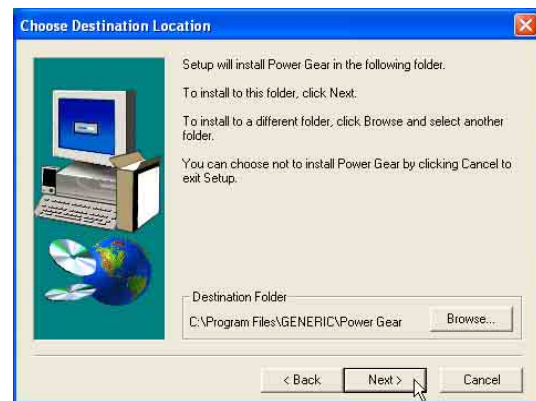 Choose Destination Location
Setup will install Power Gear in the following folder.
To install to this folder, click Next.
To install to a different folder, click Browse and select another
folder.
You can choose not to install Power Gear by clicking Cancel to
exit Setup.
Destination Folder
C:\Program Files\GENERIC\Power Gear
Browse...
< Back
Next >
Cancel